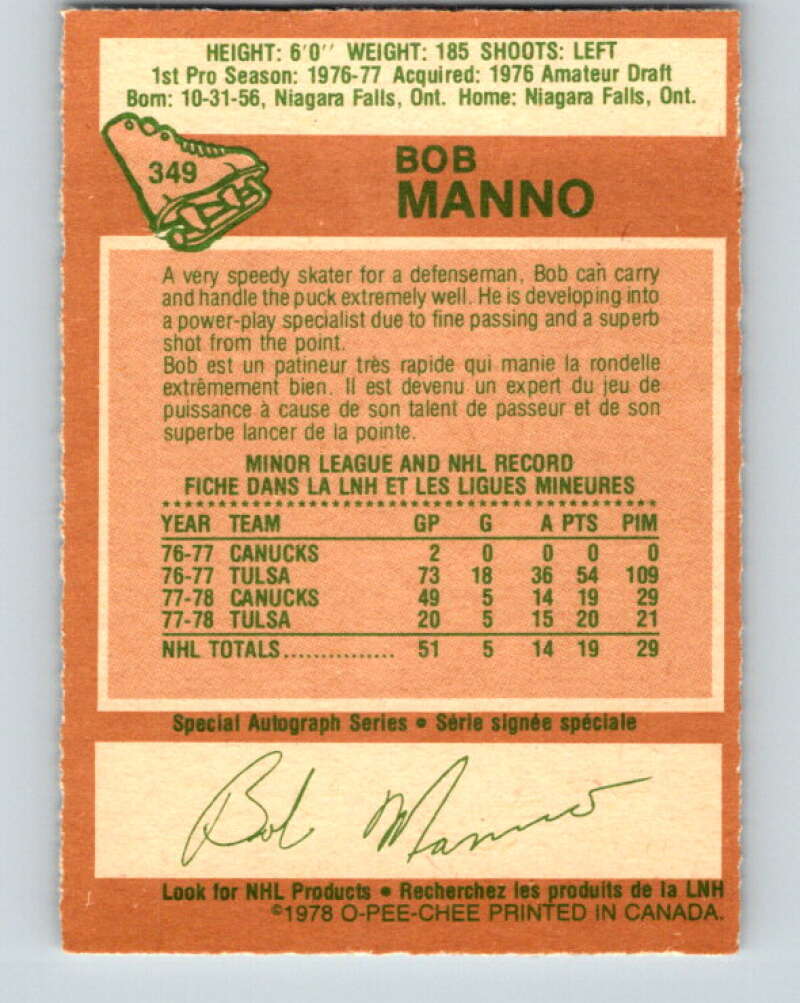 HEIGHT: 6'0'' WEIGHT: 185 SHOOTS: LEFT
1st Pro Season: 1976-77 Acquired: 1976 Amateur Draft
Born: 10-31-56, Niagara Falls, Ont. Home: Niagara Falls, Ont.
349
BOB
MANNO
A very speedy skater for a defenseman, Bob can carry
and handle the puck extremely well. He is developing into
a power-play specialist due to fine passing and a superb
shot from the point.
Bob est un patineur très rapide qui manie la rondelle
extrêmement bien. Il est devenu un expert du jeu de
puissance à cause de son talent de passeur et de son
superbe lancer de la pointe.
MINOR LEAGUE AND NHL RECORD
FICHE DANS LA LNH ET LES LIGUES MINEURES
YEAR TEAM GP G A PTS PIM
76-77 CANUCKS 2 0 0 0 0
76-77 TULSA 73 18 36 54 109
77-78 CANUCKS 49 5 14 19 29
77-78 TULSA 20 5 15 20 21
NHL TOTALS............... 51 5 14 19 29
Special Autograph Series • Série signée spéciale
Bob Manno
Look for NHL Products • Recherchez les produits de la LNH
©1978 O-PEE-CHEE PRINTED IN CANADA.